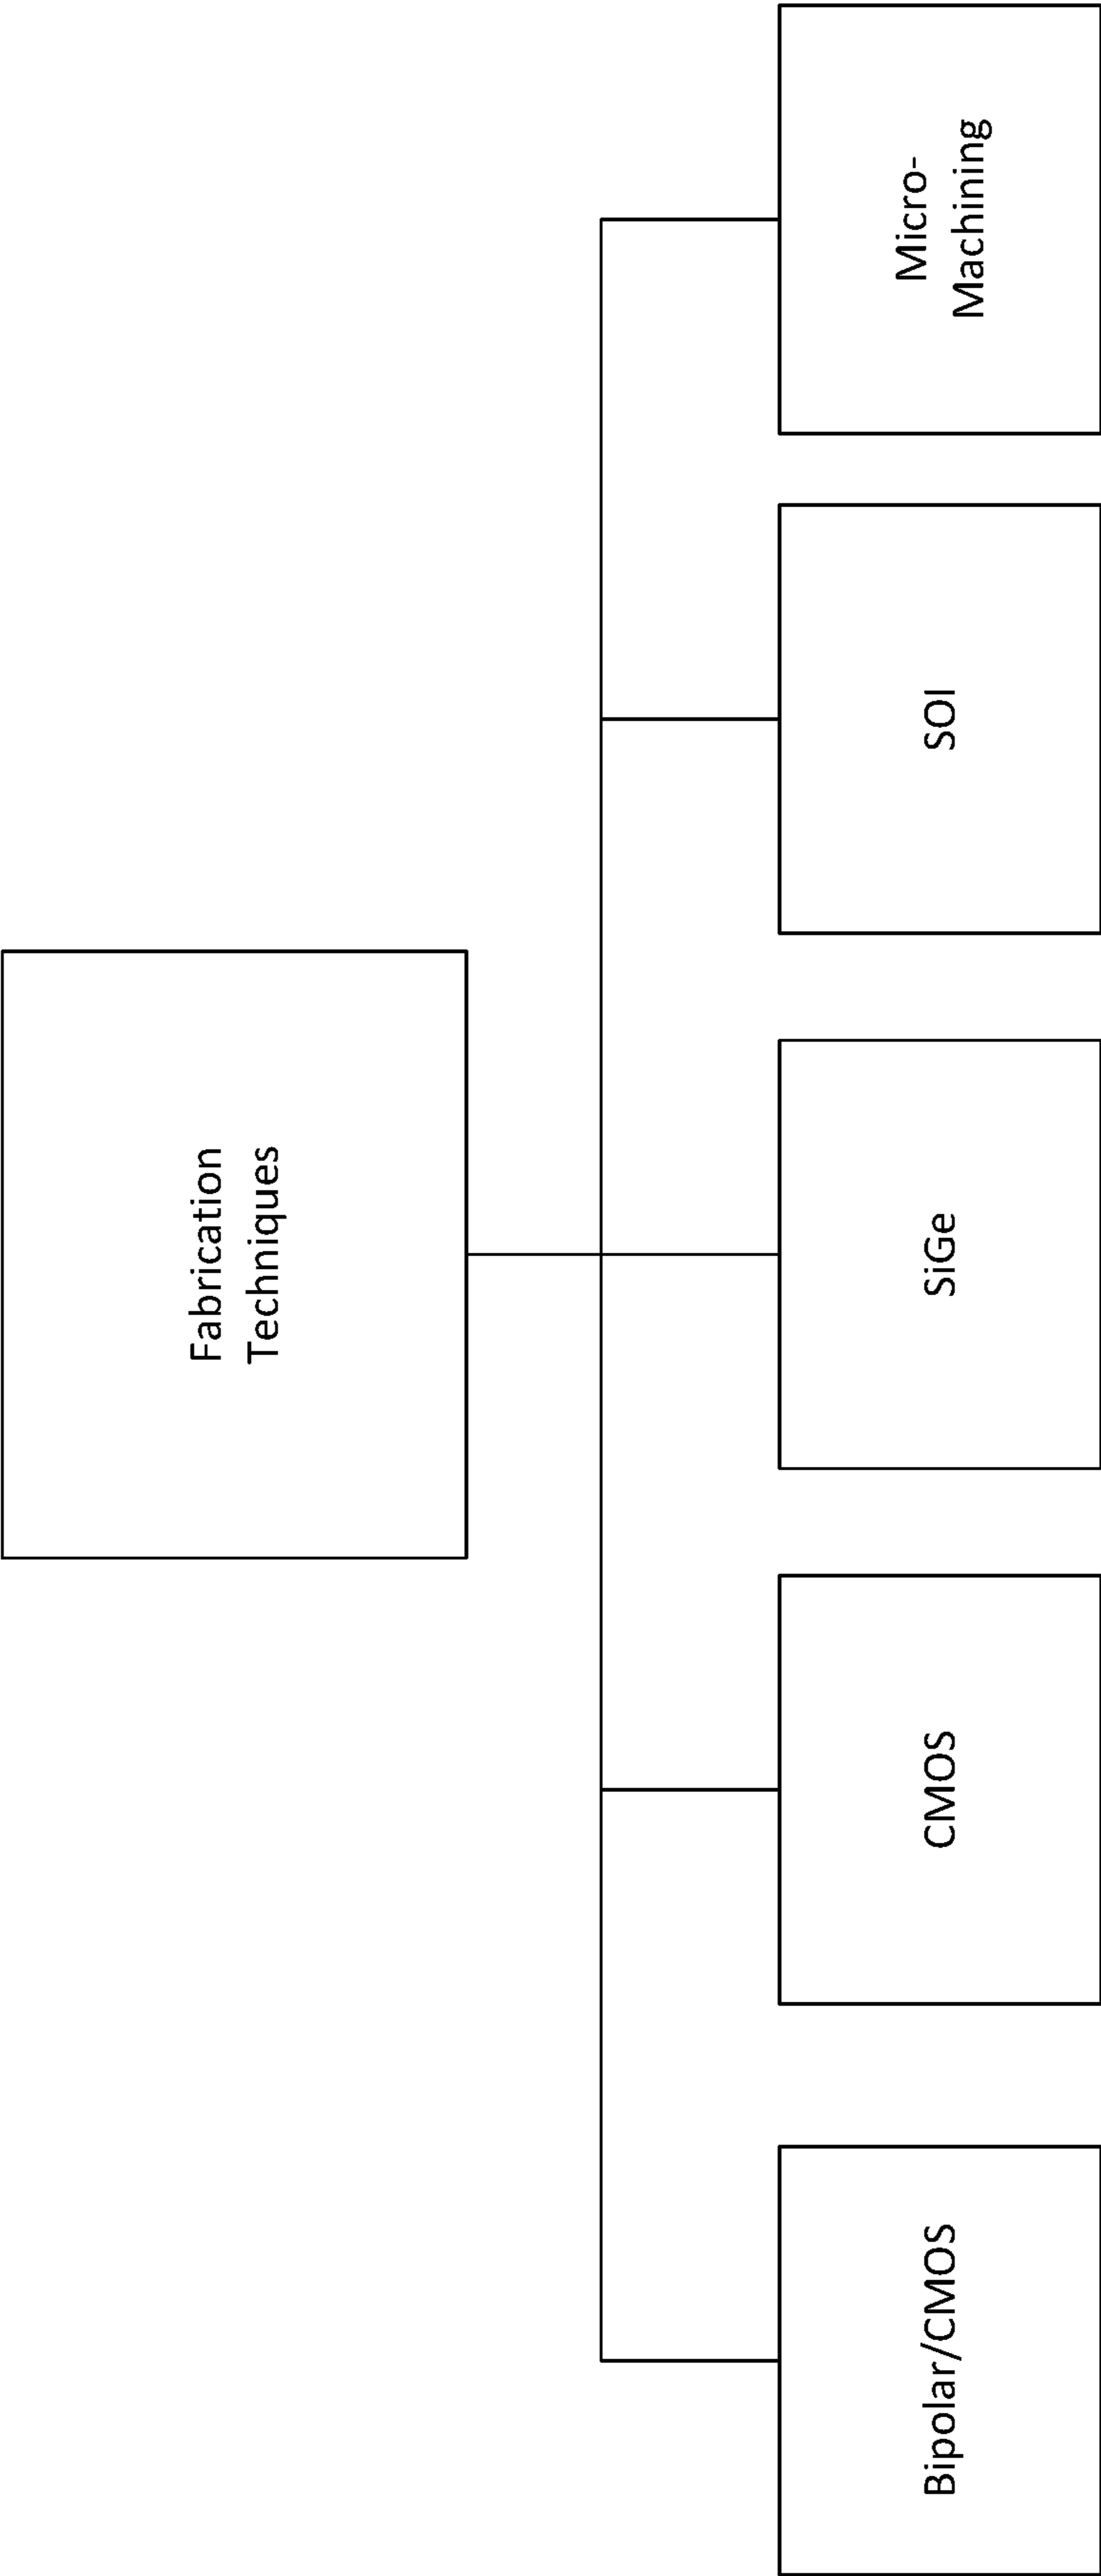 Fabrication
Techniques
Bipolar/CMOS
CMOS
SiGe
SOI
Micro-
Machining